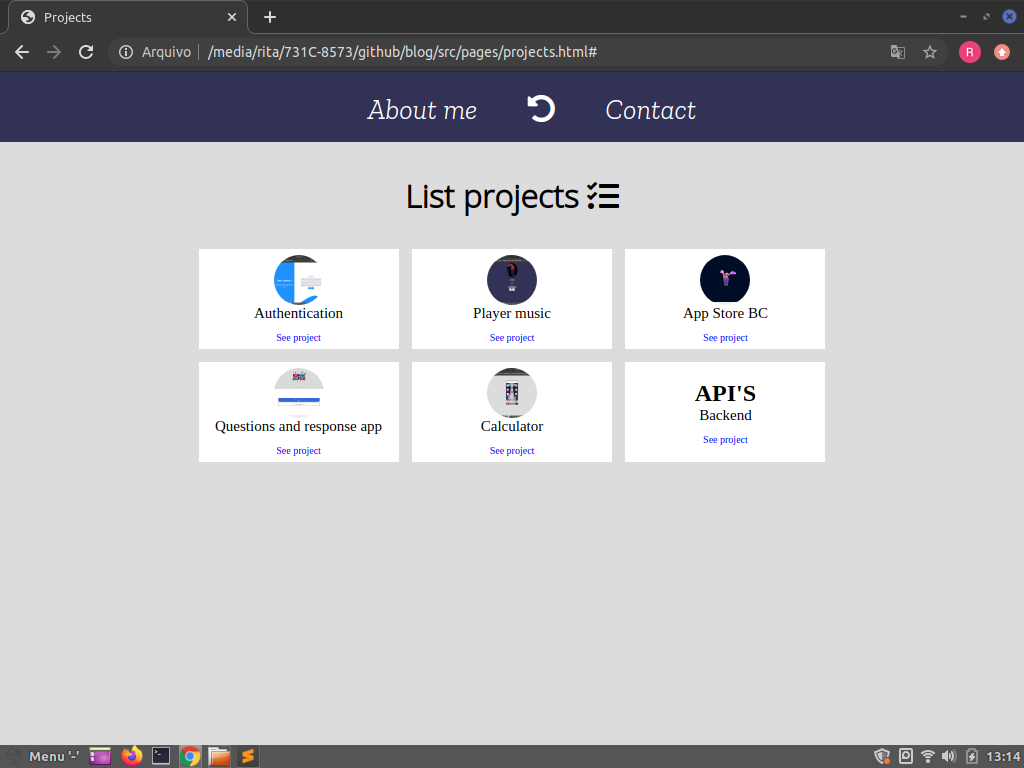 Projects
Arquivo /media/rita/731C-8573/github/blog/src/pages/projects.html#
R
About me Contact
List projects
Authentication
See project
Player music
See project
App Store BC
See project
Questions and response app
See project
Calculator
See project
API'S
Backend
See project
Menu '-' 13:14